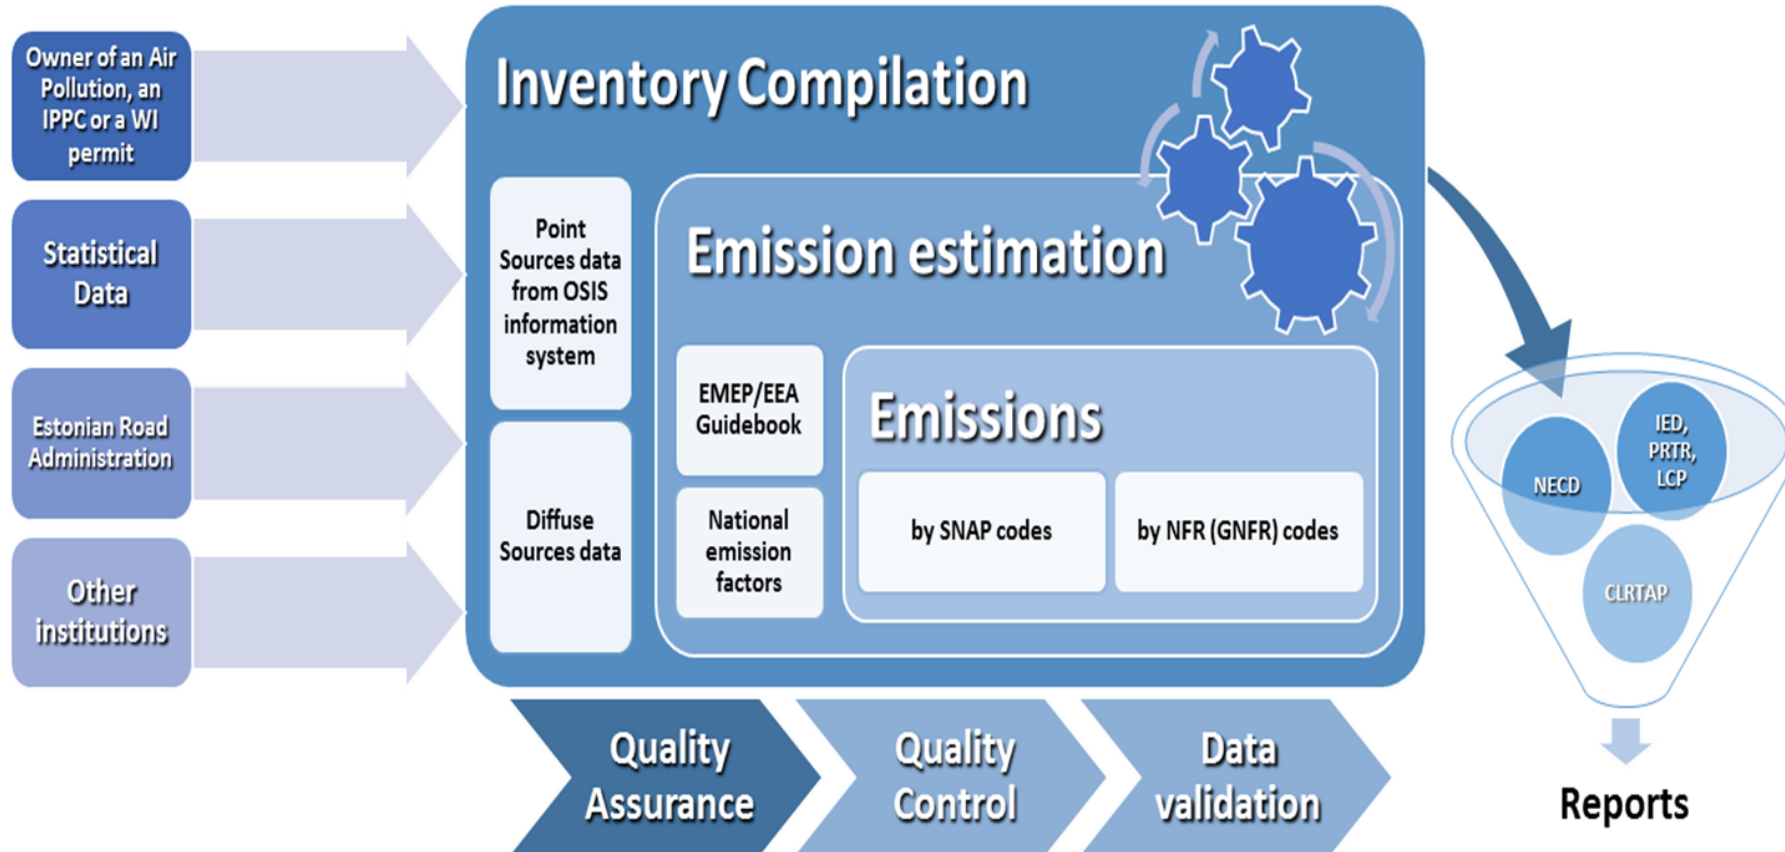 Owner of an Air
Pollution, an
IPPC or a WI
permit
Statistical
Data
Estonian Road
Administration
Other
institutions
Inventory Compilation
Point
Sources data
from OSIS
information
system
Diffuse
Sources data
Emission estimation
EMEP/EEA
Guidebook
National
emission
factors
Emissions
by SNAP codes
by NFR (GNFR) codes
Quality
Assurance
Quality
Control
Data
validation
NECD
IED,
PRTR,
LCP
CLRTAP
Reports